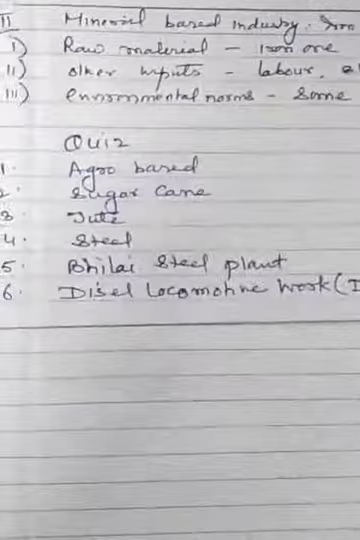 II Mineral based industry. Iron
I) Raw material - iron ore
II) other inputs - labour,
III) environmental norms - Some
Quiz
1. Agro based
2. Sugar Cane
3 Jute
4. Steel
5. Bhilai Steel plant
6. Disel Locomotive work (